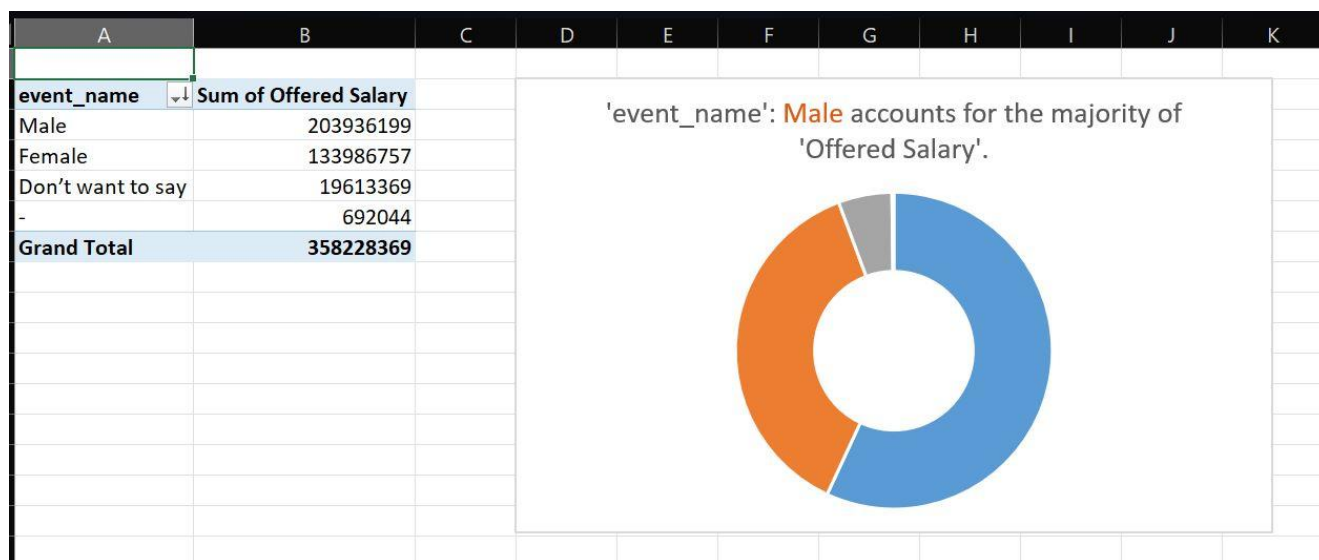 A B C D E F G H I J K
event_name Sum of Offered Salary
Male 203936199
Female 133986757
Don’t want to say 19613369
- 692044
Grand Total 358228369
'event_name': Male accounts for the majority of
'Offered Salary'.